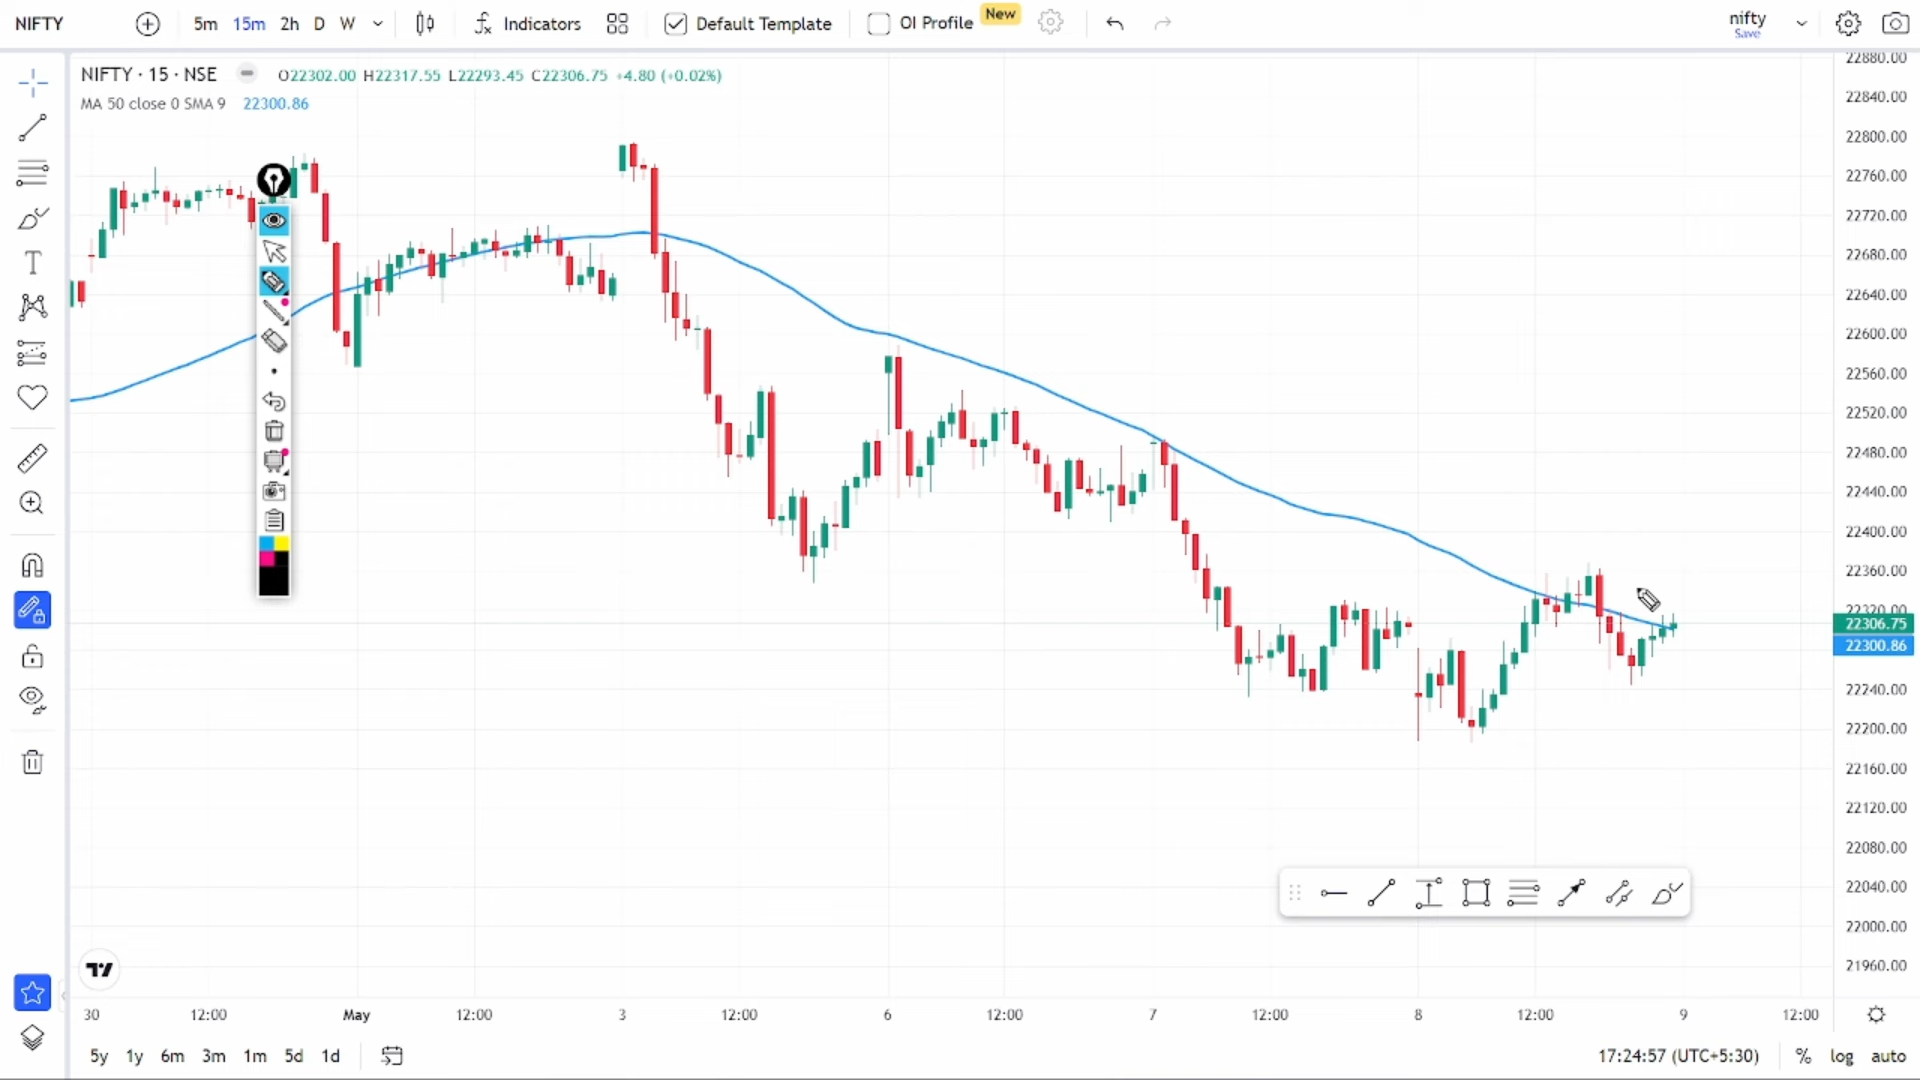 NIFTY
5m 15m 2h D W
Indicators
Default Template
OI Profile New
nifty
Save
NIFTY · 15 · NSE
O22302.00 H22317.55 L22293.45 C22306.75 +4.80 (+0.02%)
MA 50 close 0 SMA 9 22300.86
22880.00
22840.00
22800.00
22760.00
22720.00
22680.00
22640.00
22600.00
22560.00
22520.00
22480.00
22440.00
22400.00
22360.00
22320.00
22306.75
22300.86
22240.00
22200.00
22160.00
22120.00
22080.00
22040.00
22000.00
21960.00
30 12:00 May 12:00 3 12:00 6 12:00 7 12:00 8 12:00 9 12:00
5y 1y 6m 3m 1m 5d 1d
17:24:57 (UTC+5:30) % log auto